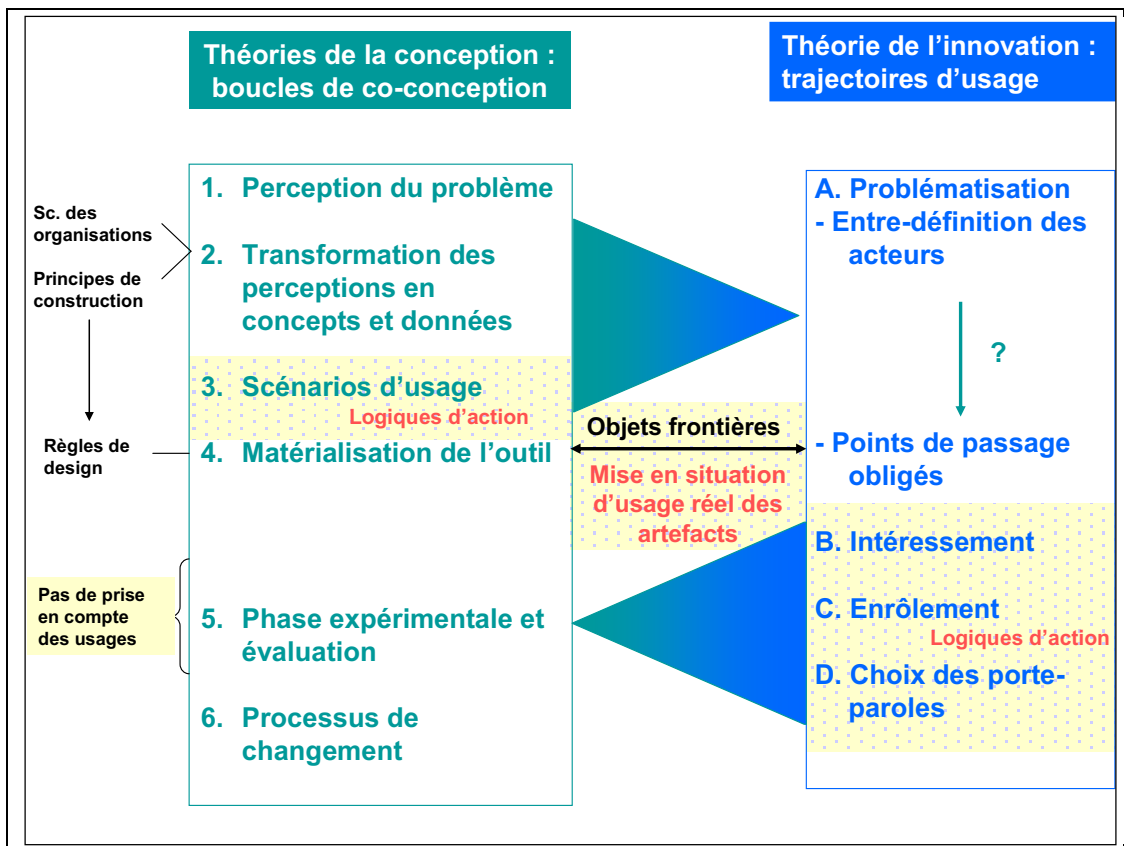 Théories de la conception :
boucles de co-conception
Théorie de l’innovation :
trajectoires d’usage
Sc. des
organisations
Principes de
construction
Règles de
design
Pas de prise
en compte
des usages
1. Perception du problème
2. Transformation des
perceptions en
concepts et données
3. Scénarios d’usage
Logiques d’action
4. Matérialisation de l’outil
5. Phase expérimentale et
évaluation
6. Processus de
changement
Objets frontières
Mise en situation
d’usage réel des
artefacts
A. Problématisation
- Entre-définition des
acteurs
?
- Points de passage
obligés
B. Intéressement
C. Enrôlement
Logiques d’action
D. Choix des porte-
paroles